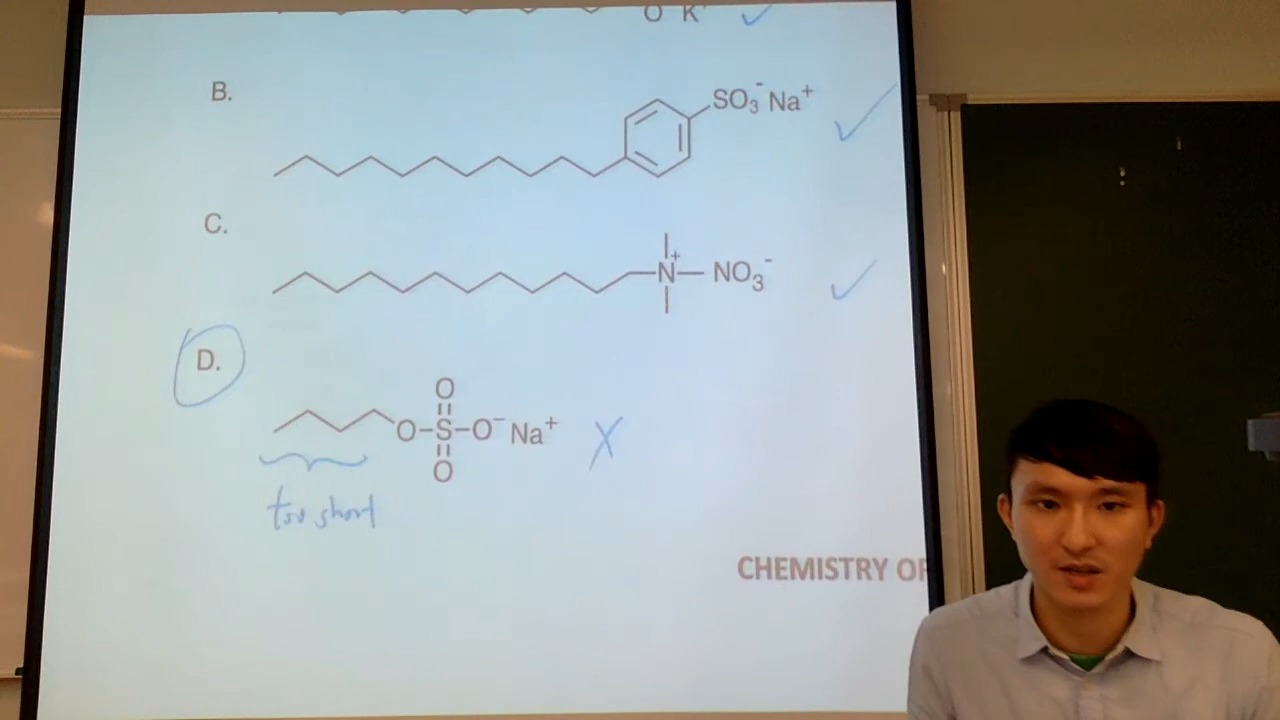 O⁻K⁺
B.
SO₃⁻ Na⁺
C.
N⁺ NO₃⁻
D.
O
O-S-O⁻ Na⁺
O
too short
CHEMISTRY OF